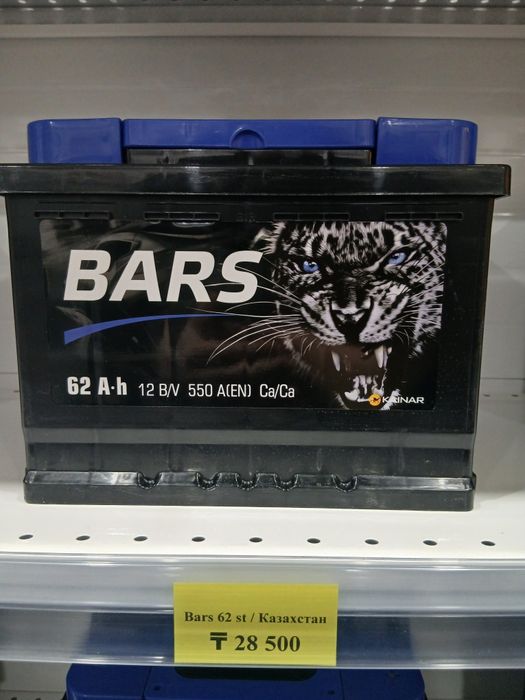 BARS
62 A·h 12 B/V 550 A(EN) Ca/Ca
KAINAR
Bars 62 st / Казахстан
₸ 28 500